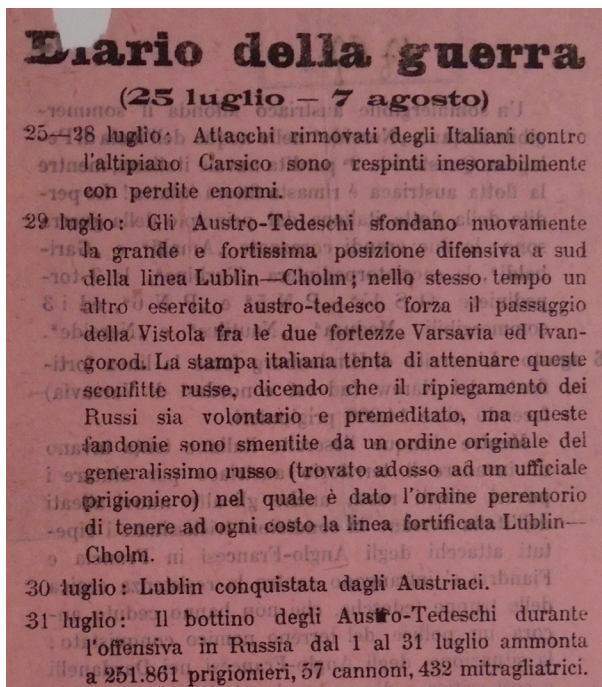 Diario della guerra
(25 luglio — 7 agosto)
25—28 luglio: Attacchi rinnovati degli Italiani contro
l'altipiano Carsico sono respinti inesorabilmente
con perdite enormi.
29 luglio: Gli Austro-Tedeschi sfondano nuovamente
la grande e fortissima posizione difensiva a sud
della linea Lublin—Cholm; nello stesso tempo un
altro esercito austro-tedesco forza il passaggio
della Vistola fra le due fortezze Varsavia ed Ivan-
gorod. La stampa italiana tenta di attenuare queste
sconfitte russe, dicendo che il ripiegamento dei
Russi sia volontario e premeditato, ma queste
fandonie sono smentite da un ordine originale del
generalissimo russo (trovato adosso ad un ufficiale
prigioniero) nel quale è dato l'ordine perentorio
di tenere ad ogni costo la linea fortificata Lublin—
Cholm.
30 luglio: Lublin conquistata dagli Austriaci.
31 luglio: Il bottino degli Austro-Tedeschi durante
l'offensiva in Russia dal 1 al 31 luglio ammonta
a 251.861 prigionieri, 57 cannoni, 432 mitragliatrici.